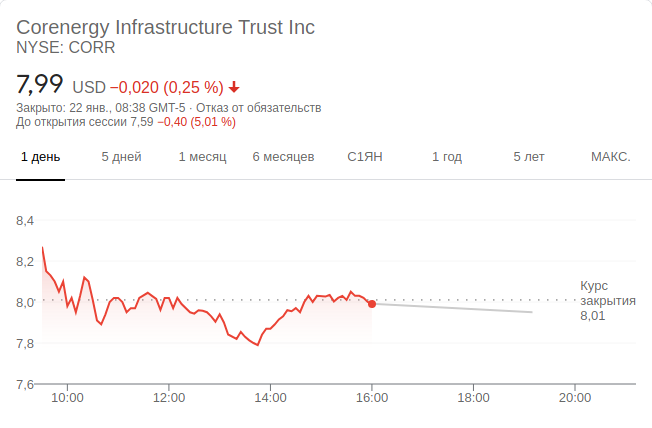 Corenergy Infrastructure Trust Inc
NYSE: CORR
7,99 USD −0,020 (0,25 %)
Закрыто: 22 янв., 08:38 GMT-5 · Отказ от обязательств
До открытия сессии 7,59 −0,40 (5,01 %)
1 день 5 дней 1 месяц 6 месяцев С1ЯН 1 год 5 лет МАКС.
8,4
8,2
8,0
7,8
7,6
Курс
закрытия
8,01
10:00 12:00 14:00 16:00 18:00 20:00